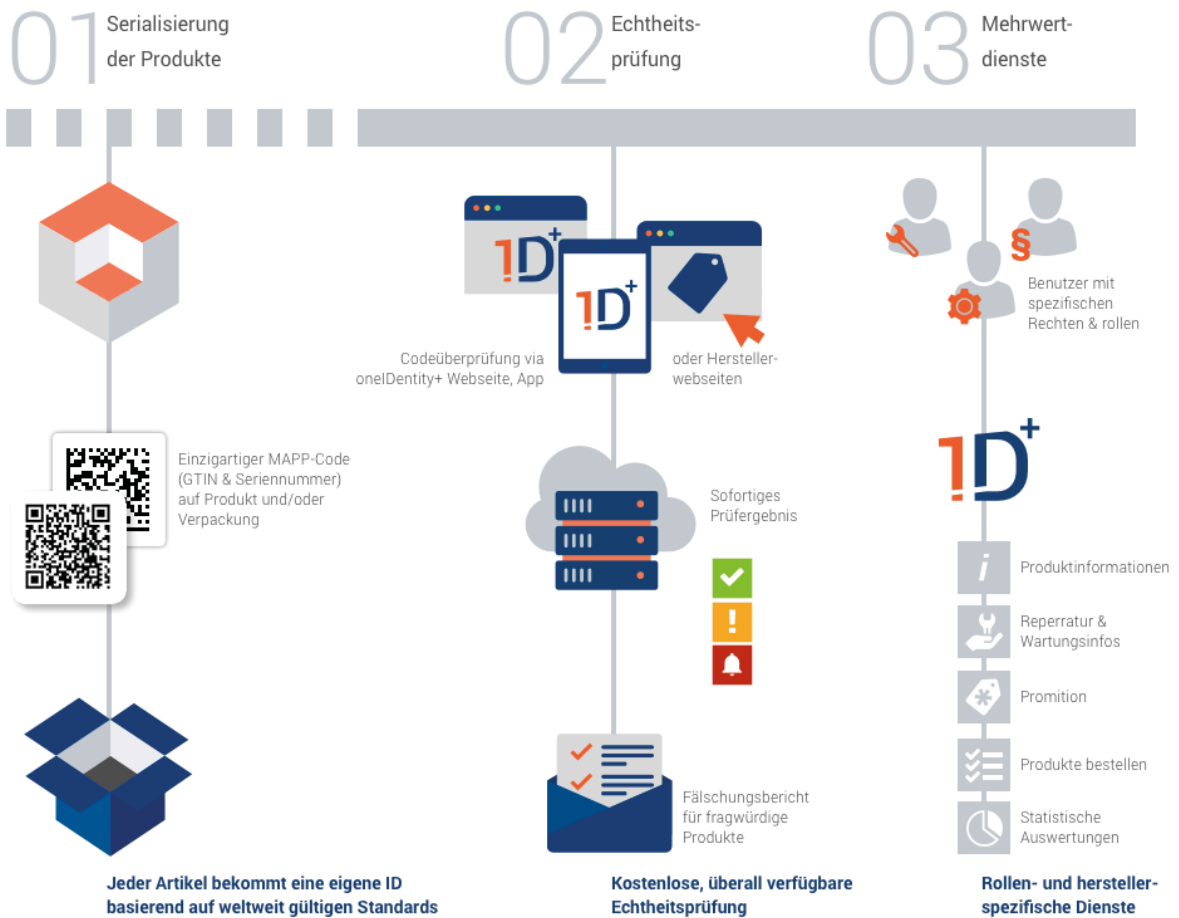 01 Serialisierung
der Produkte
Einzigartiger MAPP-Code
(GTIN & Seriennummer)
auf Produkt und/oder
Verpackung
Jeder Artikel bekommt eine eigene ID
basierend auf weltweit gültigen Standards
02 Echtheits-
prüfung
1D+
1D+
Codeüberprüfung via
oneIDentity+ Webseite, App
oder Hersteller-
webseiten
Sofortiges
Prüfergebnis
!
Fälschungsbericht
für fragwürdige
Produkte
Kostenlose, überall verfügbare
Echtheitsprüfung
03 Mehrwert-
dienste
§
Benutzer mit
spezifischen
Rechten & rollen
1D+
i
Produktinformationen
Reperratur &
Wartungsinfos
Promition
Produkte bestellen
Statistische
Auswertungen
Rollen- und hersteller-
spezifische Dienste